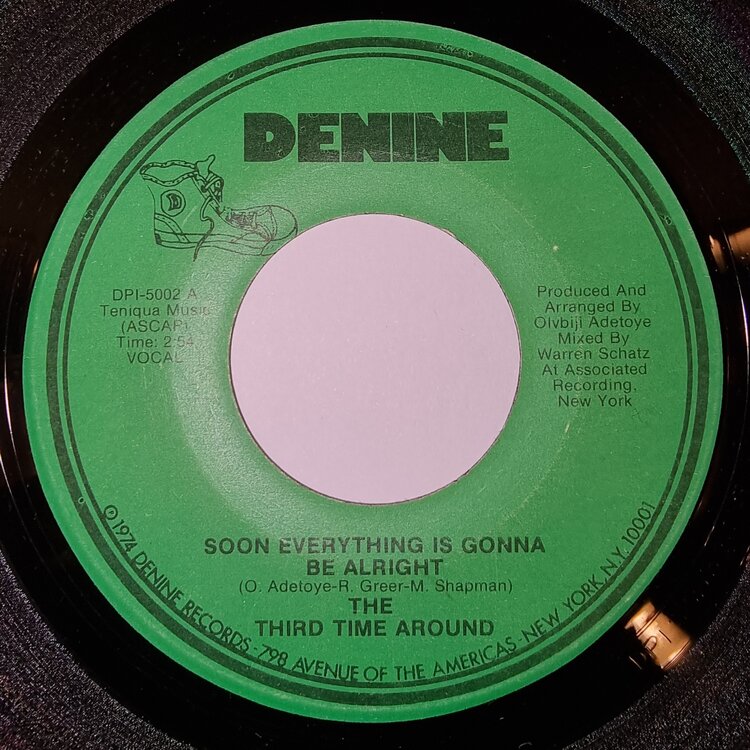 DENINE
DPI-5002 A
Teniqua Music
(ASCAP)
Time: 2:54
VOCAL
Produced And
Arranged By
Olvbiji Adetoye
Mixed By
Warren Schatz
At Associated
Recording,
New York
SOON EVERYTHING IS GONNA
BE ALRIGHT
(O. Adetoye-R. Greer-M. Shapman)
THE
THIRD TIME AROUND
℗ 1974 DENINE RECORDS - 798 AVENUE OF THE AMERICAS - NEW YORK, N.Y. 10001